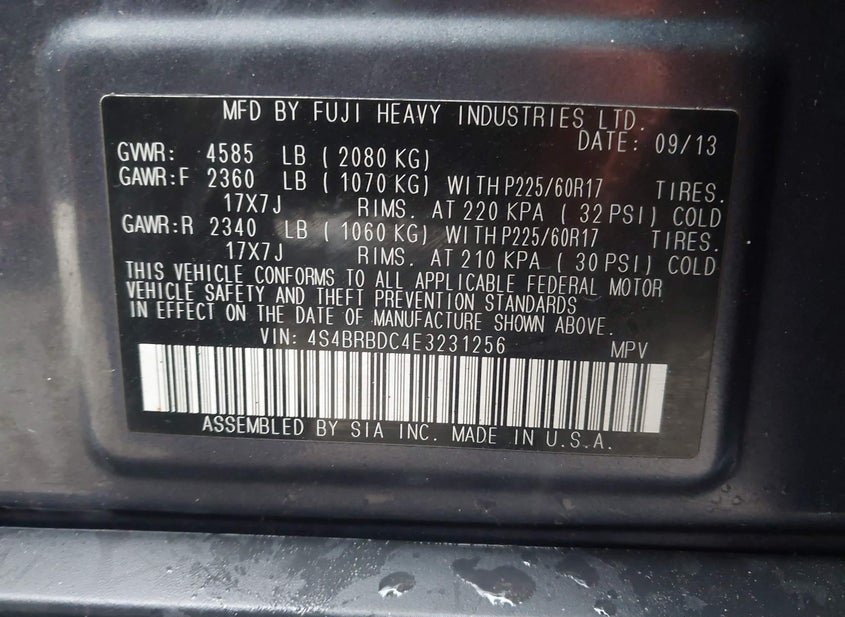 MFD BY FUJI HEAVY INDUSTRIES LTD.
DATE: 09/13
GVWR: 4585 LB ( 2080 KG)
GAWR:F 2360 LB ( 1070 KG) WITH P225/60R17 TIRES.
17X7J RIMS. AT 220 KPA ( 32 PSI) COLD
GAWR:R 2340 LB ( 1060 KG) WITH P225/60R17 TIRES.
17X7J RIMS. AT 210 KPA ( 30 PSI) COLD
THIS VEHICLE CONFORMS TO ALL APPLICABLE FEDERAL MOTOR
VEHICLE SAFETY AND THEFT PREVENTION STANDARDS
IN EFFECT ON THE DATE OF MANUFACTURE SHOWN ABOVE.
VIN: 4S4BRBDC4E3231256 MPV
ASSEMBLED BY SIA INC. MADE IN U.S.A.